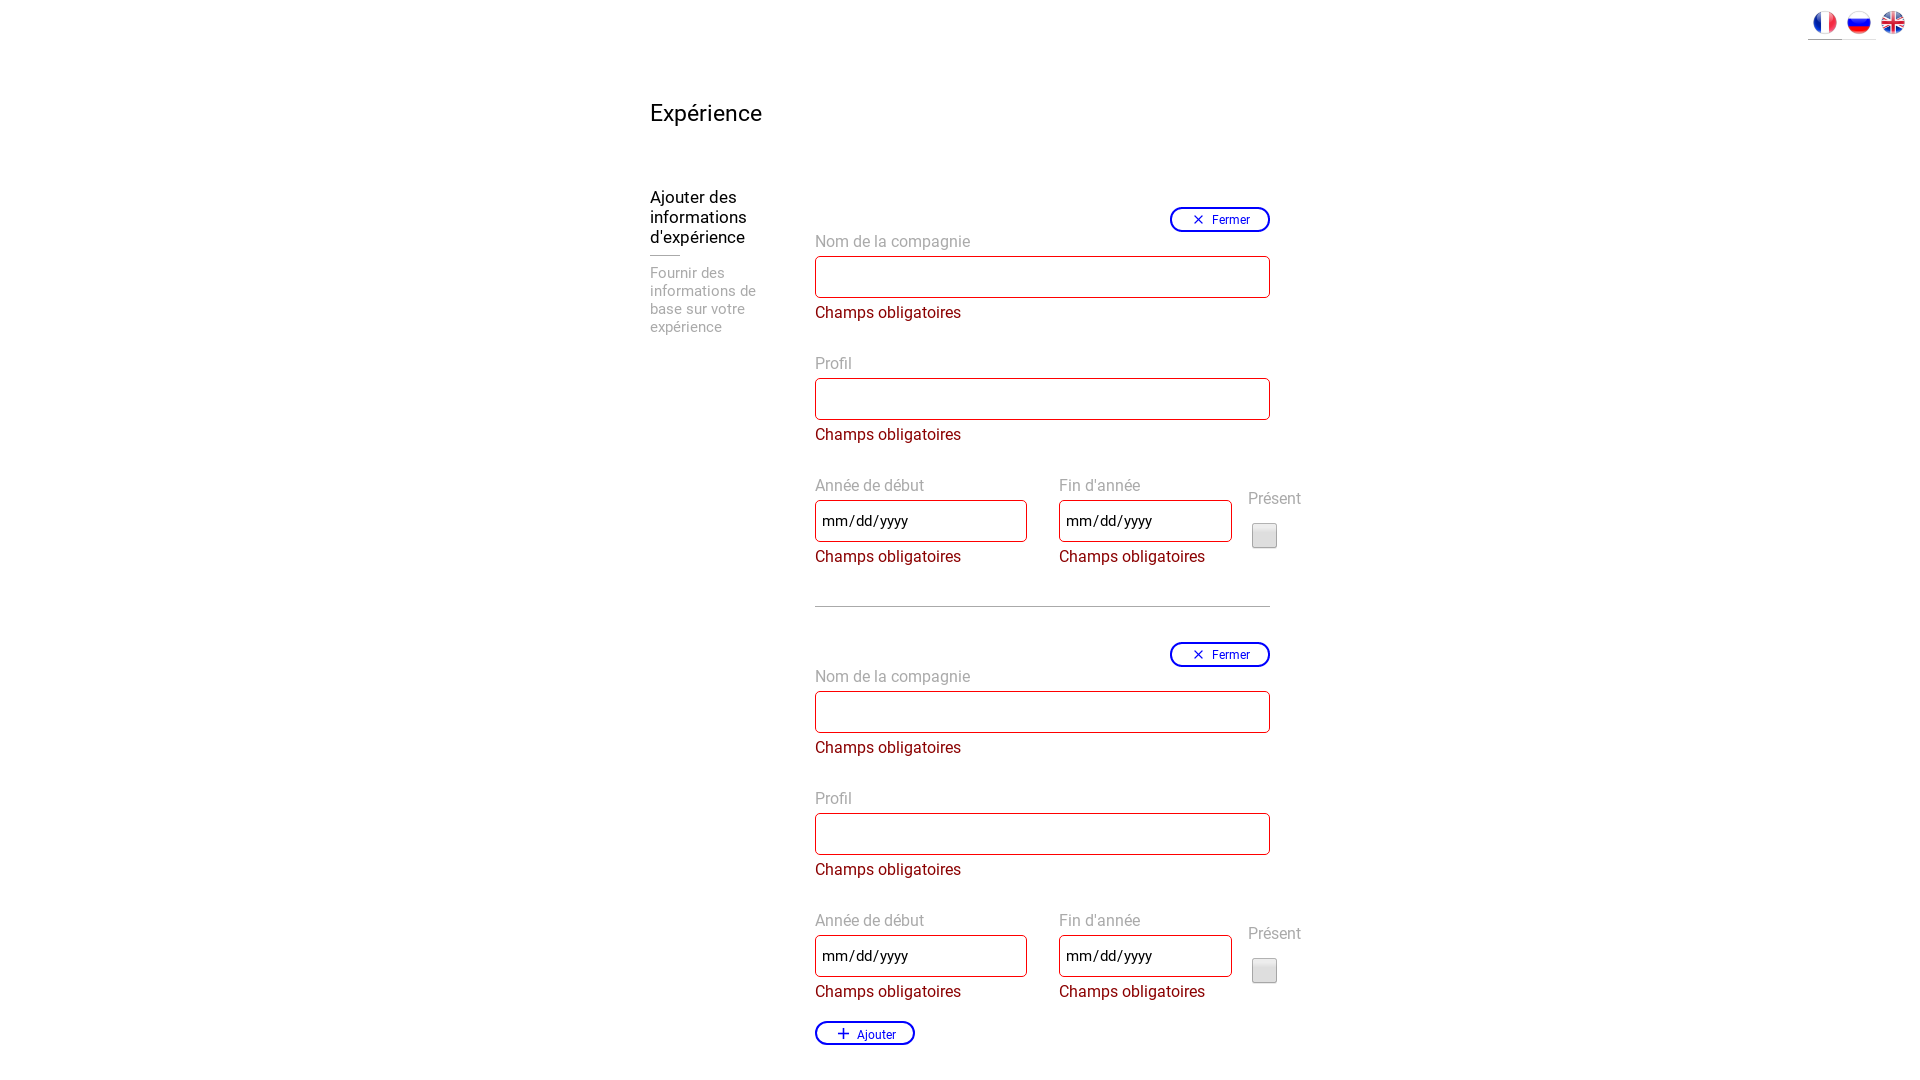 Expérience
Ajouter des
informations
d'expérience
Fournir des
informations de
base sur votre
expérience
Fermer
Nom de la compagnie
Champs obligatoires
Profil
Champs obligatoires
Année de début
Fin d'année
Présent
mm/dd/yyyy
mm/dd/yyyy
Champs obligatoires
Champs obligatoires
Fermer
Nom de la compagnie
Champs obligatoires
Profil
Champs obligatoires
Année de début
Fin d'année
Présent
mm/dd/yyyy
mm/dd/yyyy
Champs obligatoires
Champs obligatoires
Ajouter